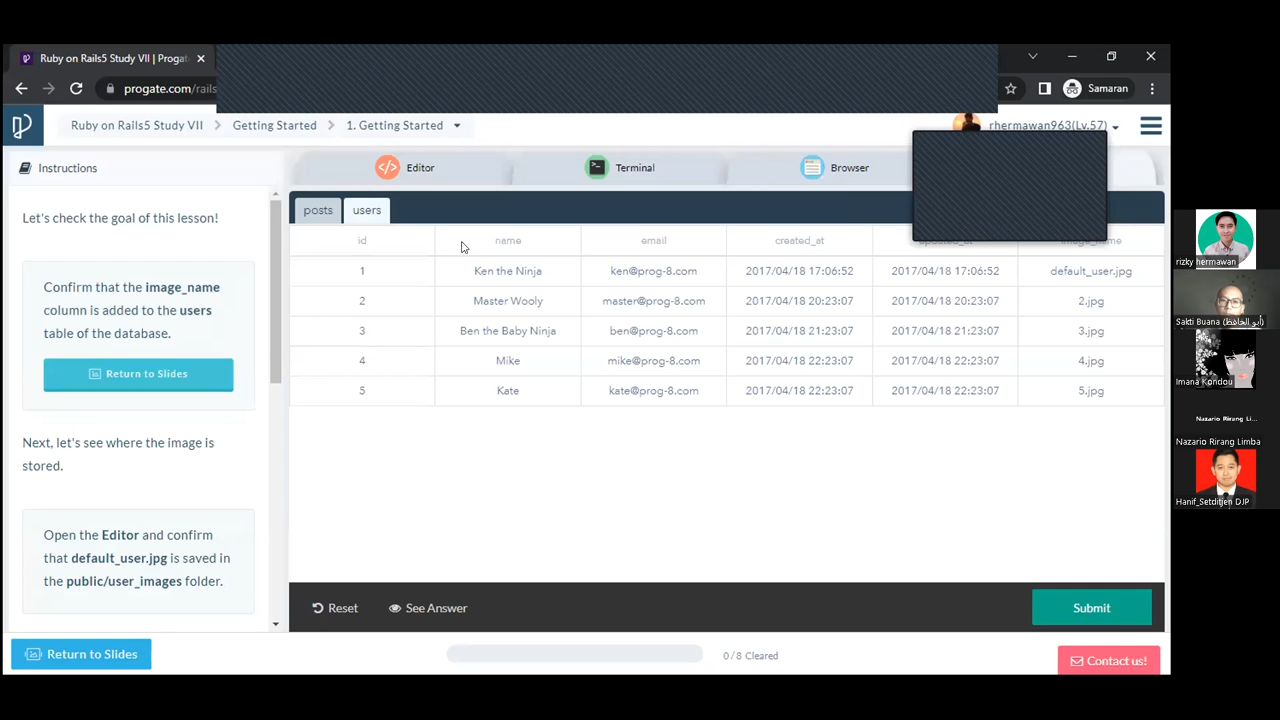 Ruby on Rails5 Study VII | Proga
progate.com/rails
Samaran
Ruby on Rails5 Study VII
Getting Started
1. Getting Started
rhermawan963(Lv.57)
Instructions
Editor
Terminal
Browser
Let's check the goal of this lesson!
Confirm that the image_name
column is added to the users
table of the database.
Return to Slides
Next, let's see where the image is
stored.
Open the Editor and confirm
that default_user.jpg is saved in
the public/user_images folder.
posts users
id name email created_at updated_at image_name
1 Ken the Ninja ken@prog-8.com 2017/04/18 17:06:52 2017/04/18 17:06:52 default_user.jpg
2 Master Wooly master@prog-8.com 2017/04/18 20:23:07 2017/04/18 20:23:07 2.jpg
3 Ben the Baby Ninja ben@prog-8.com 2017/04/18 21:23:07 2017/04/18 21:23:07 3.jpg
4 Mike mike@prog-8.com 2017/04/18 22:23:07 2017/04/18 22:23:07 4.jpg
5 Kate kate@prog-8.com 2017/04/18 22:23:07 2017/04/18 22:23:07 5.jpg
Reset
See Answer
Submit
Return to Slides
0 / 8 Cleared
Contact us!
rizky hermawan
Sakti Buana (أبو الحافظ)
Imana Kondou
Nazario Rirang Li...
Nazario Rirang Limba
Hanif_Setditjen DJP